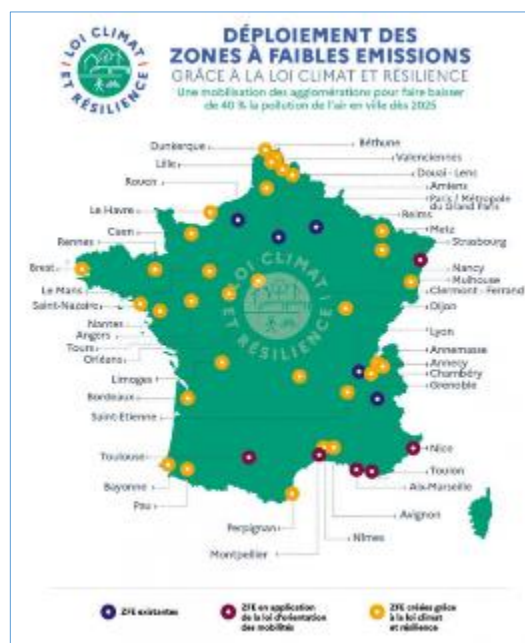 LOI CLIMAT
ET RÉSILIENCE
DÉPLOIEMENT DES
ZONES À FAIBLES EMISSIONS
GRÂCE À LA LOI CLIMAT ET RÉSILIENCE
Une mobilisation des agglomérations pour faire baisser
de 40 % la pollution de l'air en ville dès 2025
Dunkerque
Lille
Rouen
Le Havre
Caen
Rennes
Brest
Le Mans
Saint-Nazaire
Nantes
Angers
Tours
Orléans
Limoges
Bordeaux
Saint-Etienne
Toulouse
Bayonne
Pau
Perpignan
Montpellier
Béthune
Valenciennes
Douai - Lens
Amiens
Paris / Métropole
du Grand Paris
Reims
Metz
Strasbourg
Nancy
Mulhouse
Clermont - Ferrand
Dijon
Lyon
Annemasse
Annecy
Chambéry
Grenoble
Nice
Toulon
Aix-Marseille
Avignon
Nîmes
LOI CLIMAT
ET RÉSILIENCE
ZFE existantes
ZFE en application
de la loi d'orientation
des mobilités
ZFE créées grâce
à la loi climat
et résilience